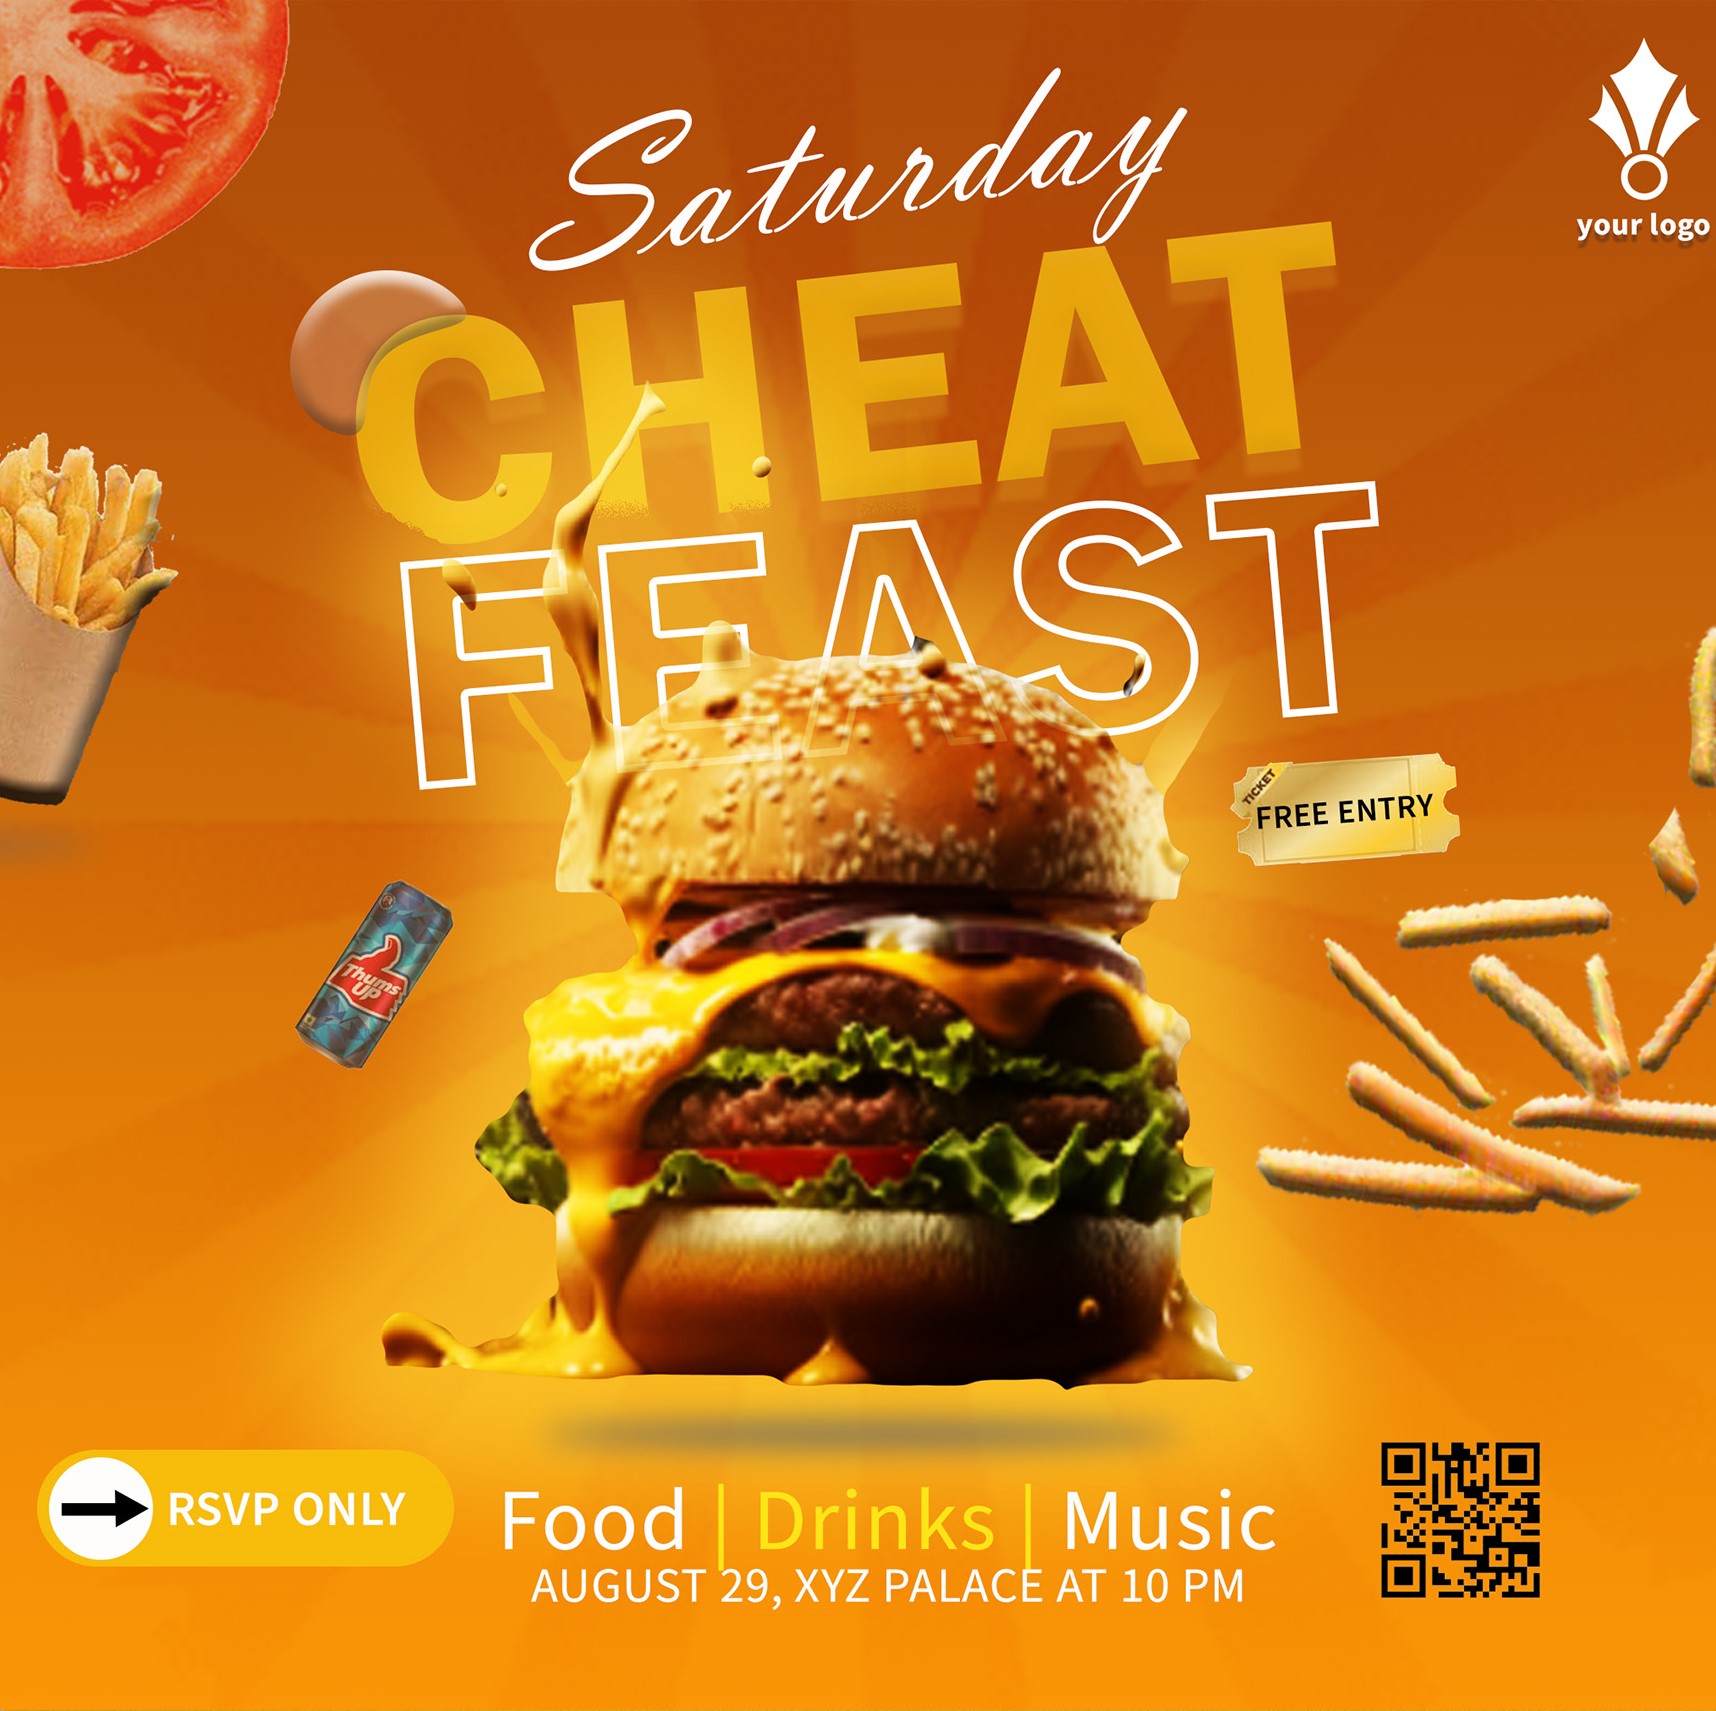 Saturday
your logo
CHEAT
FEAST
TICKET
FREE ENTRY
Thums
UP
RSVP ONLY
Food | Drinks | Music
AUGUST 29, XYZ PALACE AT 10 PM